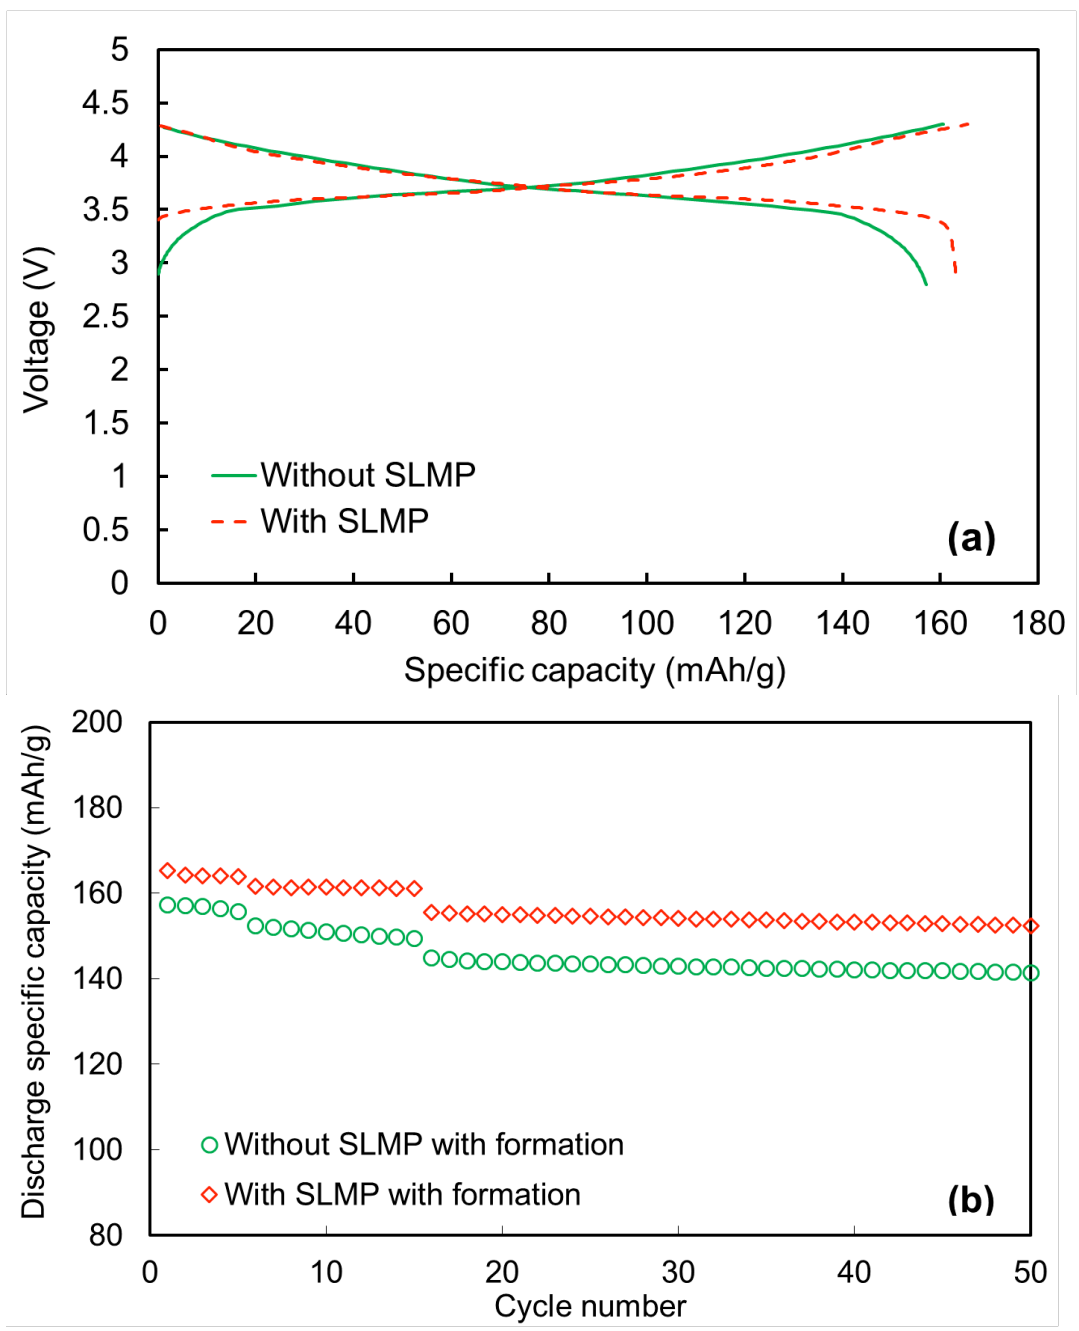 5
4.5
4
3.5
3
2.5
2
1.5
1
0.5
0
Voltage (V)
Without SLMP
With SLMP
(a)
0 20 40 60 80 100 120 140 160 180
Specific capacity (mAh/g)
200
180
160
140
120
100
80
Discharge specific capacity (mAh/g)
Without SLMP with formation
With SLMP with formation
(b)
0 10 20 30 40 50
Cycle number